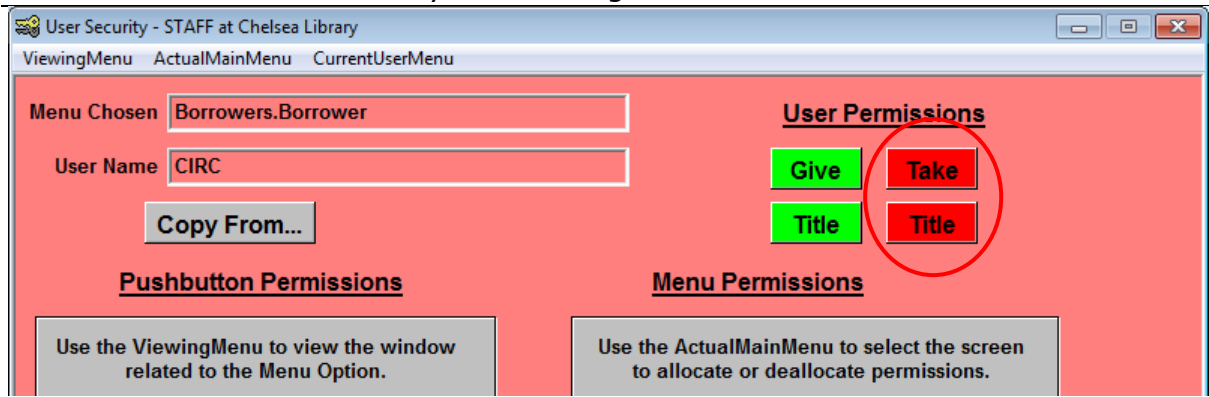 User Security - STAFF at Chelsea Library
ViewingMenu ActualMainMenu CurrentUserMenu
Menu Chosen Borrowers.Borrower
User Permissions
User Name CIRC
Give Take
Copy From...
Title Title
Pushbutton Permissions
Menu Permissions
Use the ViewingMenu to view the window
related to the Menu Option.
Use the ActualMainMenu to select the screen
to allocate or deallocate permissions.